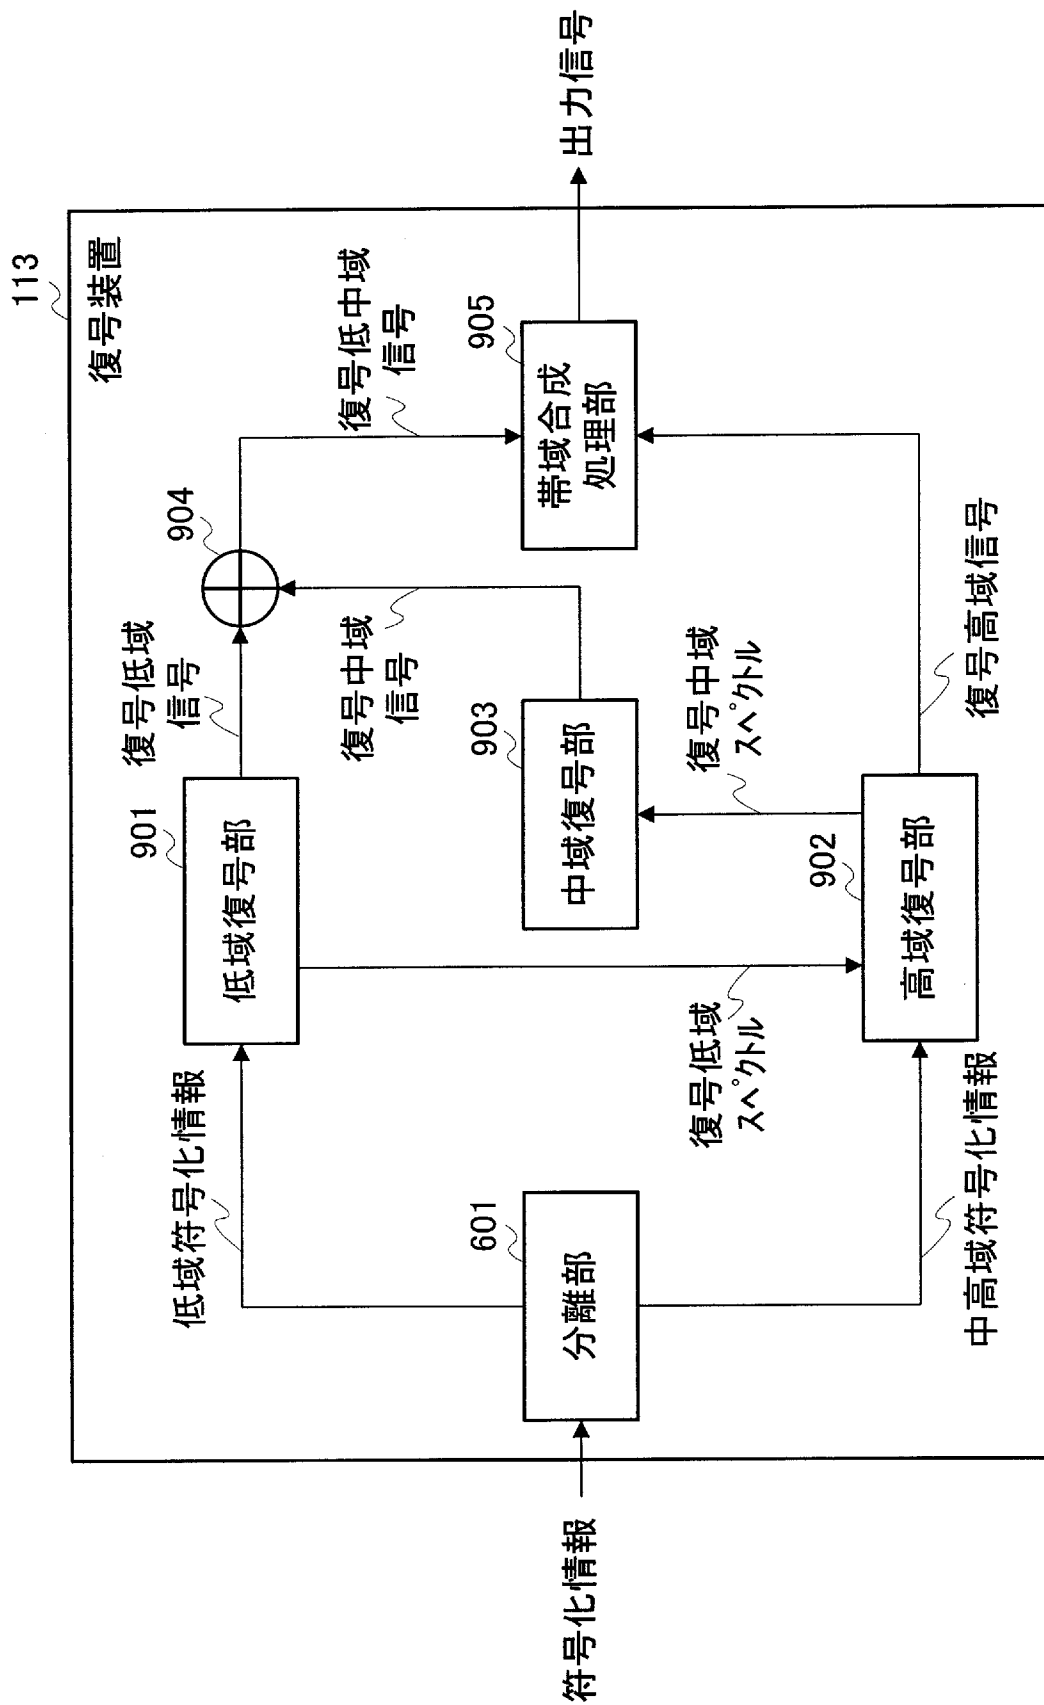 113
復号装置
904
復号低域
信号
復号低中域
信号
901
低域復号部
復号中域
信号
905
帯域合成
処理部
出力信号
低域符号化情報
903
中域復号部
601
分離部
符号化情報
復号低域
スペクトル
復号中域
スペクトル
902
高域復号部
中高域符号化情報
復号高域信号